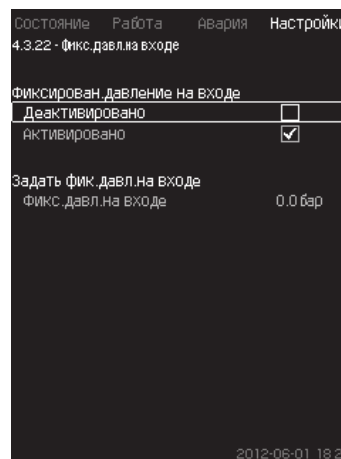 Состояние Работа Авария Настройки
4.3.22 - Фикс.давл.на входе
Фиксирован.давление на входе
Деактивировано
Активировано
Задать фик.давл.на входе
Фикс.давл.на входе 0.0 бар
2012-06-01 18:2